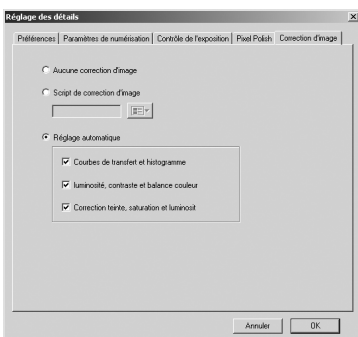 Réglage des détails
Préférences Paramètres de numérisation Contrôle de l'exposition Pixel Polish Correction d'image
Aucune correction d'image
Script de correction d'image
Réglage automatique
Courbes de transfert et histogramme
luminosité, contraste et balance couleur
Correction teinte, saturation et luminosit
Annuler OK